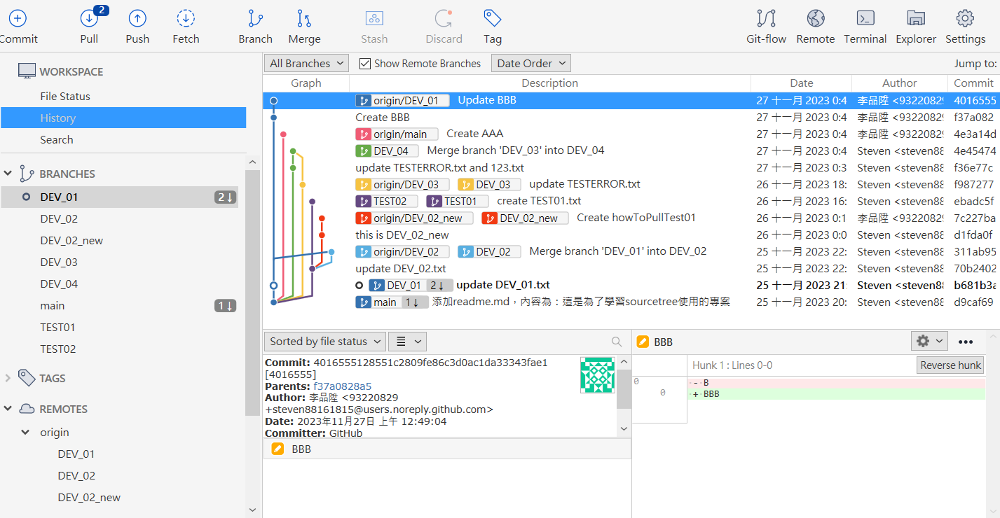 2
Commit Pull Push Fetch Branch Merge Stash Discard Tag Git-flow Remote Terminal Explorer Settings
WORKSPACE
File Status
History
Search
BRANCHES
DEV_01 2↓
DEV_02
DEV_02_new
DEV_03
DEV_04
main 1↓
TEST01
TEST02
TAGS
REMOTES
origin
DEV_01
DEV_02
DEV_02_new
All Branches Show Remote Branches Date Order Jump to:
Graph Description Date Author Commit
origin/DEV_01 Update BBB 27 十一月 2023 0:4 李品陞 <93220829 4016555
Create BBB 27 十一月 2023 0:4 李品陞 <93220829 f37a082
origin/main Create AAA 27 十一月 2023 0:4 李品陞 <93220829 4e3a14d
DEV_04 Merge branch 'DEV_03' into DEV_04 27 十一月 2023 0:4 Steven <steven88 4e45474
update TESTERROR.txt and 123.txt 27 十一月 2023 0:3 Steven <steven88 f36e77c
origin/DEV_03 DEV_03 update TESTERROR.txt 26 十一月 2023 18: Steven <steven88 f987277
TEST02 TEST01 create TEST01.txt 26 十一月 2023 16: Steven <steven88 ebadc5f
origin/DEV_02_new DEV_02_new Create howToPullTest01 26 十一月 2023 0:1 李品陞 <93220829 7c227ba
this is DEV_02_new 26 十一月 2023 0:0 Steven <steven88 d1fda0f
origin/DEV_02 DEV_02 Merge branch 'DEV_01' into DEV_02 25 十一月 2023 22: Steven <steven88 311ab95
update DEV_02.txt 25 十一月 2023 22: Steven <steven88 70b2402
DEV_01 2↓ update DEV_01.txt 25 十一月 2023 21: Steven <steven88 b681b3a
main 1↓ 添加readme.md，內容為：這是為了學習sourcetree使用的專案 25 十一月 2023 20: Steven <steven88 d9caf69
Sorted by file status
Commit: 4016555128551c2809fe86c3d0ac1da33343fae1
[4016555]
Parents: f37a0828a5
Author: 李品陞 <93220829
+steven88161815@users.noreply.github.com>
Date: 2023年11月27日 上午 12:49:04
Committer: GitHub
BBB
BBB
Hunk 1 : Lines 0-0 Reverse hunk
0 - B
0 + BBB